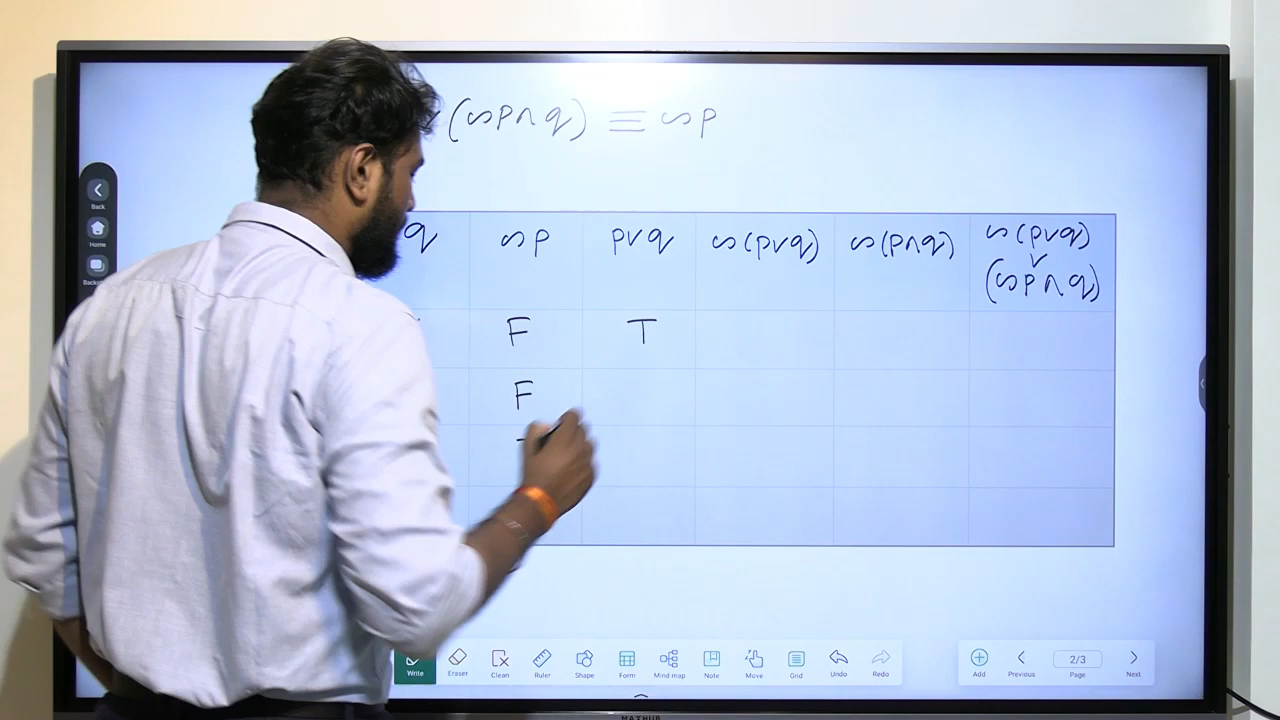 (∽p∧q) ≡ ∽p
q ∽p p∨q ∽(p∨q) ∽(p∧q) ∽(p∨q)
∨
(∽p∧q)
F T
F
Back
Home
Write Eraser Clean Ruler Shape Form Mind map Note Move Grid Undo Redo Add Previous Page Next
2/3
MAXHUB